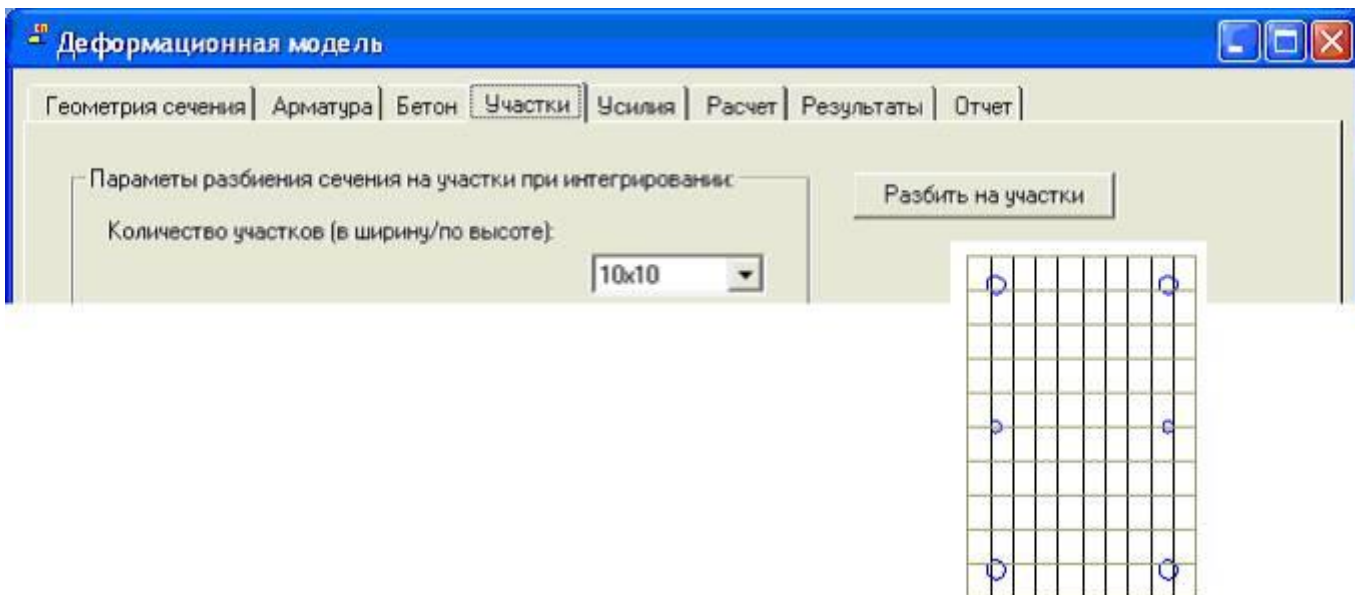 Деформационная модель
Геометрия сечения Арматура Бетон Участки Усилия Расчет Результаты Отчет
Параметы разбиения сечения на участки при интегрировании:
Разбить на участки
Количество участков (в ширину/по высоте):
10x10